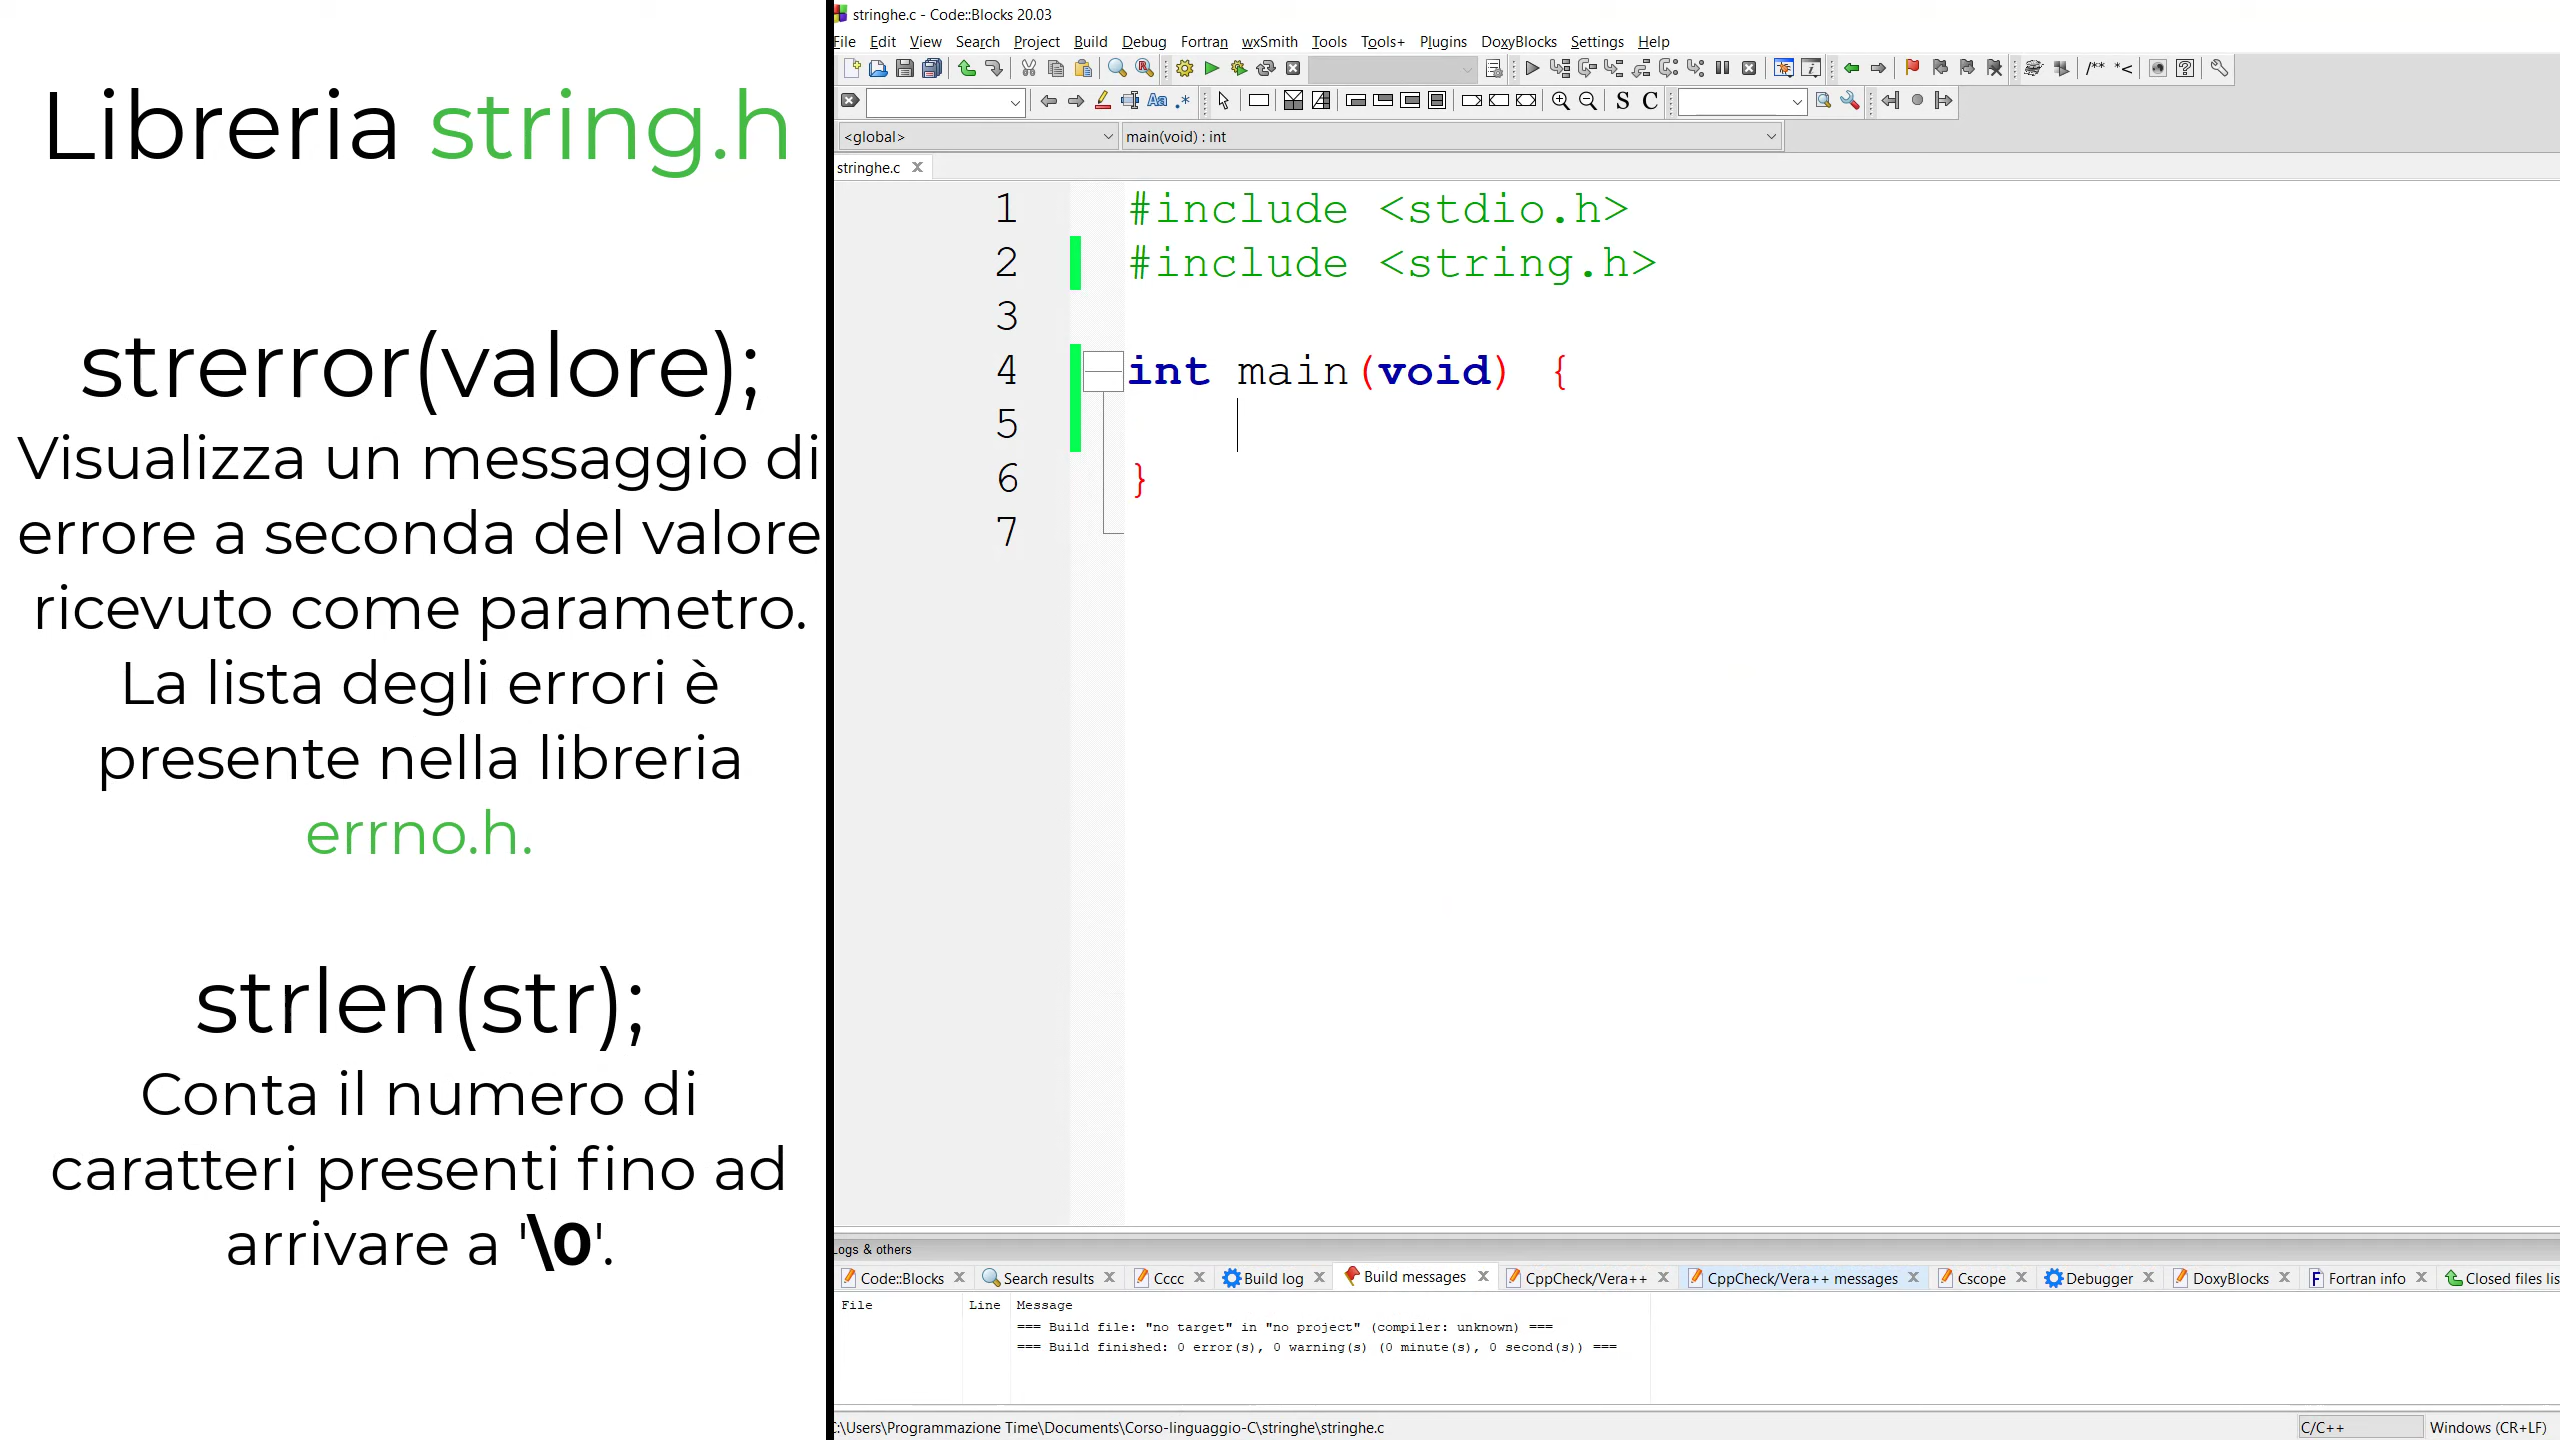 Libreria string.h
strerror(valore);
Visualizza un messaggio di
errore a seconda del valore
ricevuto come parametro.
La lista degli errori è
presente nella libreria
errno.h.
strlen(str);
Conta il numero di
caratteri presenti fino ad
arrivare a '\0'.
stringhe.c - Code::Blocks 20.03
File Edit View Search Project Build Debug Fortran wxSmith Tools Tools+ Plugins DoxyBlocks Settings Help
<global> main(void) : int
stringhe.c
1 #include <stdio.h>
2 #include <string.h>
3
4 int main(void) {
5
6 }
7
Logs & others
Code::Blocks Search results Cccc Build log Build messages CppCheck/Vera++ CppCheck/Vera++ messages Cscope Debugger DoxyBlocks Fortran info Closed files lis
File Line Message
=== Build file: "no target" in "no project" (compiler: unknown) ===
=== Build finished: 0 error(s), 0 warning(s) (0 minute(s), 0 second(s)) ===
C:\Users\Programmazione Time\Documents\Corso-linguaggio-C\stringhe\stringhe.c C/C++ Windows (CR+LF)